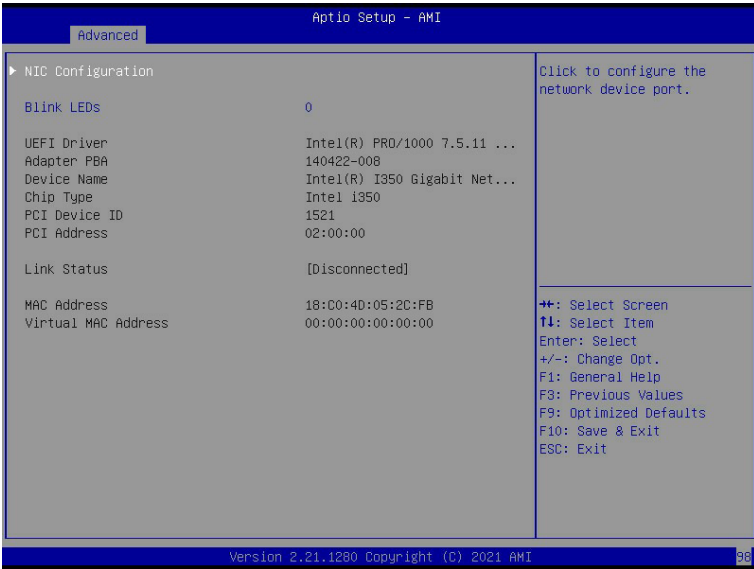 Aptio Setup – AMI
Advanced
▶ NIC Configuration
Blink LEDs 0
UEFI Driver Intel(R) PRO/1000 7.5.11 ...
Adapter PBA 140422-008
Device Name Intel(R) I350 Gigabit Net...
Chip Type Intel i350
PCI Device ID 1521
PCI Address 02:00:00
Link Status [Disconnected]
MAC Address 18:C0:4D:05:2C:FB
Virtual MAC Address 00:00:00:00:00:00
Click to configure the
network device port.
→←: Select Screen
↑↓: Select Item
Enter: Select
+/-: Change Opt.
F1: General Help
F3: Previous Values
F9: Optimized Defaults
F10: Save & Exit
ESC: Exit
Version 2.21.1280 Copyright (C) 2021 AMI
98